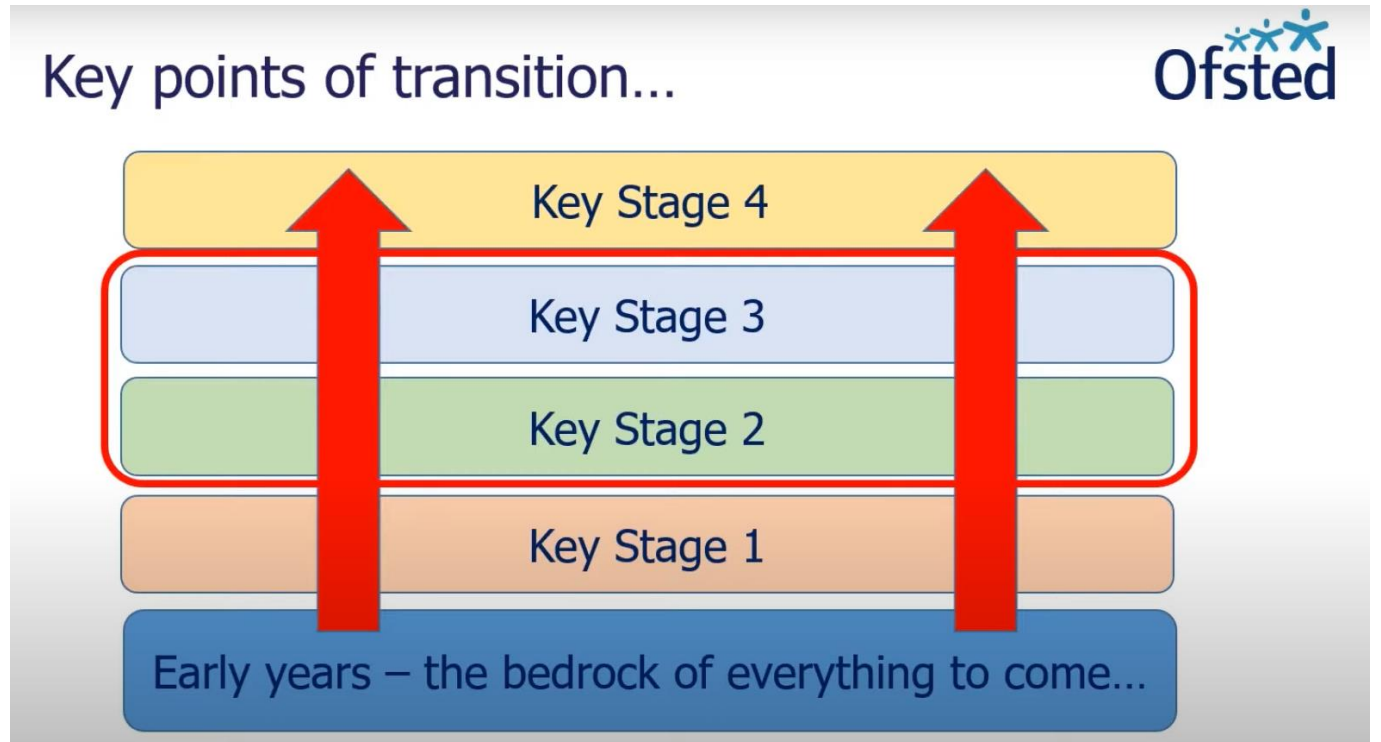 Key points of transition...
Ofsted
Key Stage 4
Key Stage 3
Key Stage 2
Key Stage 1
Early years – the bedrock of everything to come...